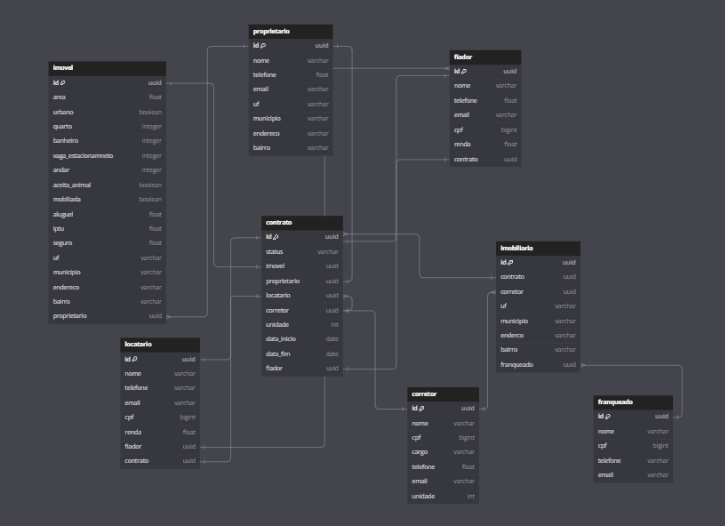 proprietario
id uuid
nome varchar
telefone float
email varchar
uf varchar
municipio varchar
endereco varchar
bairro varchar
imovel
id uuid
area float
urbano boolean
quarto integer
banheiro integer
vaga_estacionamneto integer
andar integer
aceita_animal boolean
mobiliada boolean
aluguel float
iptu float
seguro float
uf varchar
municipio varchar
endereco varchar
bairro varchar
proprietario uuid
fiador
id uuid
nome varchar
telefone float
email varchar
cpf bigint
renda float
contrato uuid
contrato
id uuid
status varchar
imovel uuid
proprietario uuid
locatario uuid
corretor uuid
unidade int
data_inicio date
data_fim date
fiador uuid
imobiliaria
id uuid
contrato uuid
corretor uuid
uf varchar
municipio varchar
enderco varchar
bairro varchar
franqueado uuid
locatario
id uuid
nome varchar
telefone varchar
email varchar
cpf bigint
renda float
fiador uuid
contrato uuid
corretor
id uuid
nome varchar
cpf bigint
cargo varchar
telefone float
email varchar
unidade int
franqueado
id uuid
nome varchar
cpf bigint
telefone varchar
email varchar